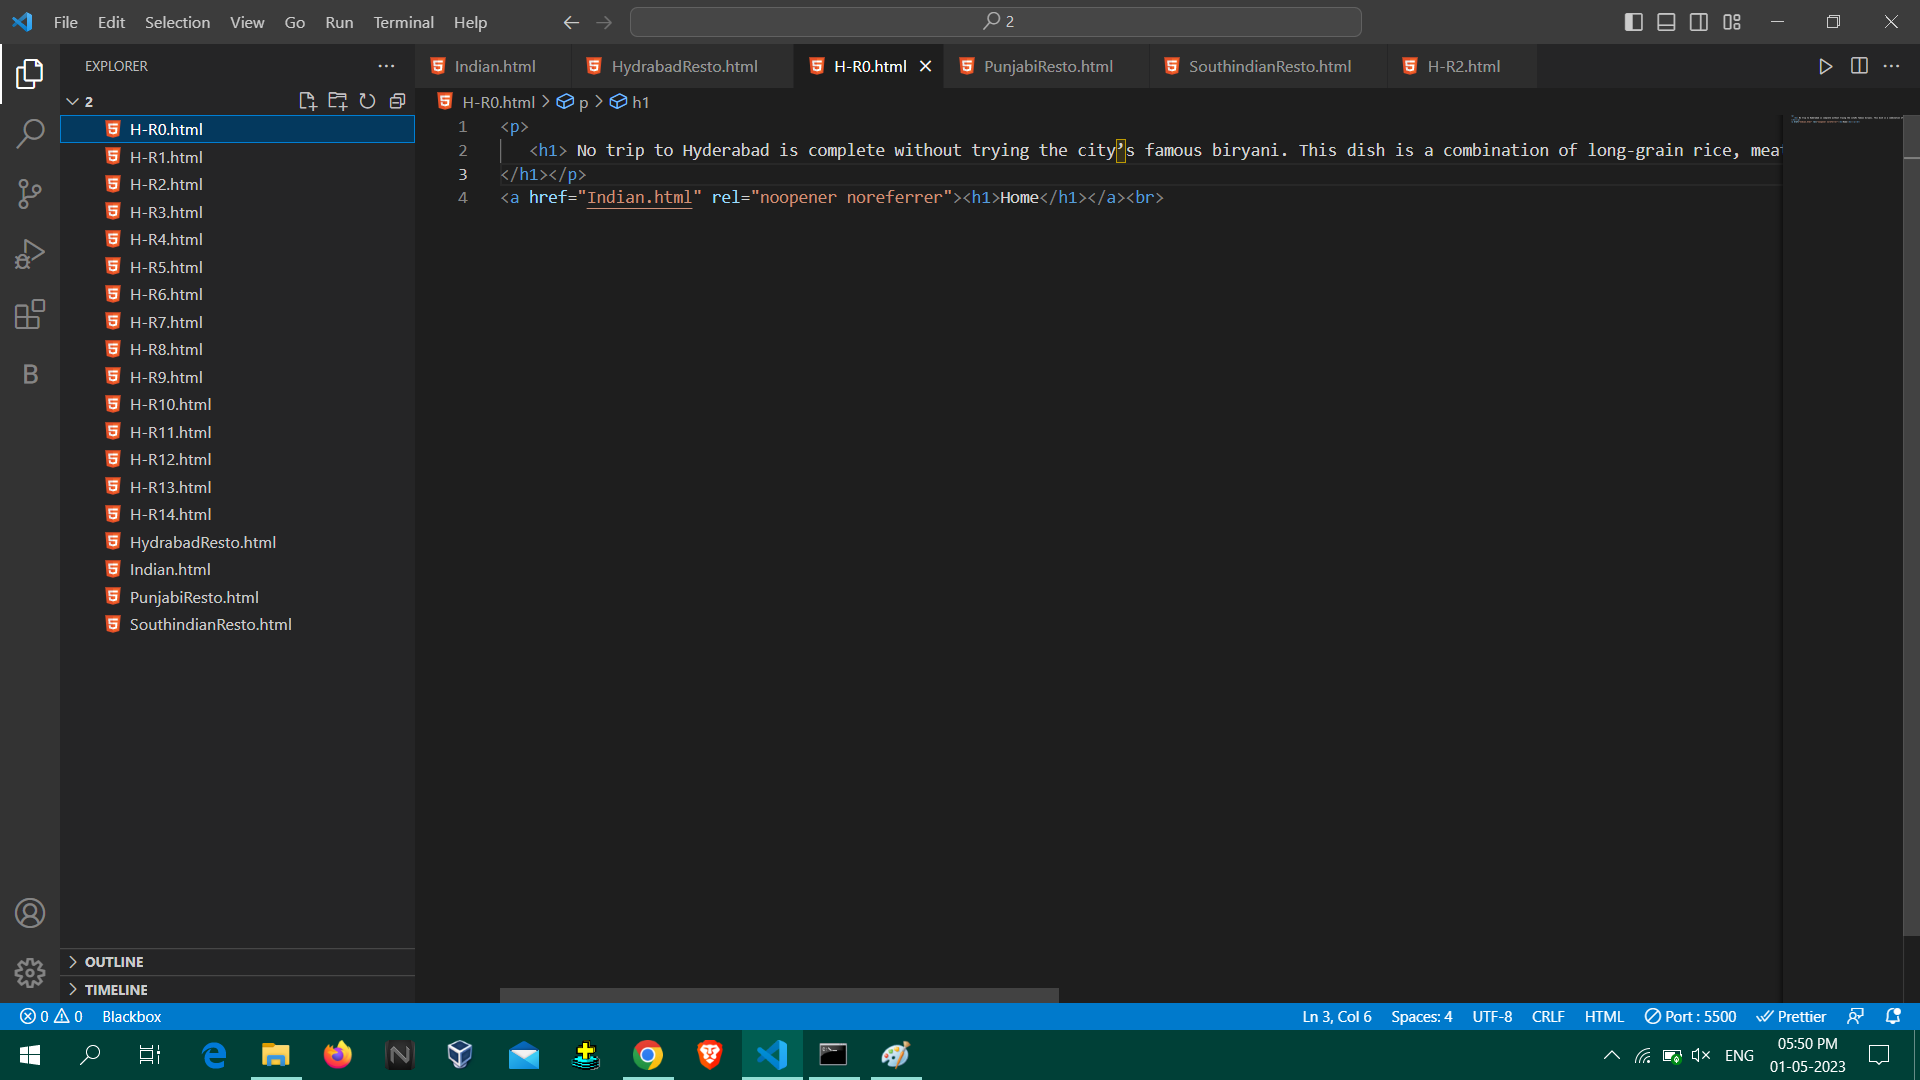 File Edit Selection View Go Run Terminal Help 2
EXPLORER
Indian.html HydrabadResto.html H-R0.html PunjabiResto.html SouthindianResto.html H-R2.html
2
H-R0.html
H-R1.html
H-R2.html
H-R3.html
H-R4.html
H-R5.html
H-R6.html
H-R7.html
H-R8.html
H-R9.html
H-R10.html
H-R11.html
H-R12.html
H-R13.html
H-R14.html
HydrabadResto.html
Indian.html
PunjabiResto.html
SouthindianResto.html
OUTLINE
TIMELINE
H-R0.html > p > h1
1 <p>
2 <h1> No trip to Hyderabad is complete without trying the city’s famous biryani. This dish is a combination of long-grain rice, mea
3 </h1></p>
4 <a href="Indian.html" rel="noopener noreferrer"><h1>Home</h1></a><br>
0 0 Blackbox Ln 3, Col 6 Spaces: 4 UTF-8 CRLF HTML Port : 5500 Prettier
ENG 05:50 PM
01-05-2023